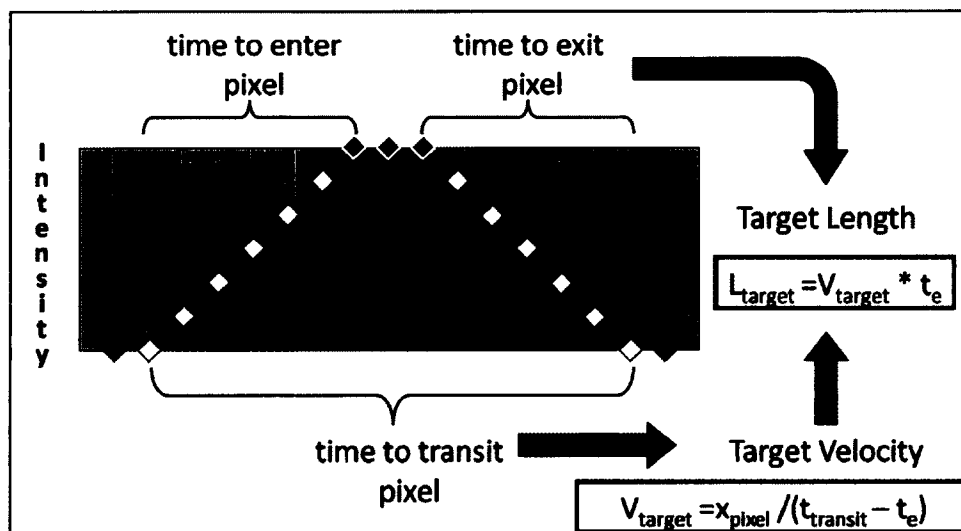 time to enter
pixel
time to exit
pixel
Intensity
Target Length
L_target =V_target * t_e
time to transit
pixel
Target Velocity
V_target =x_pixel /(t_transit – t_e)